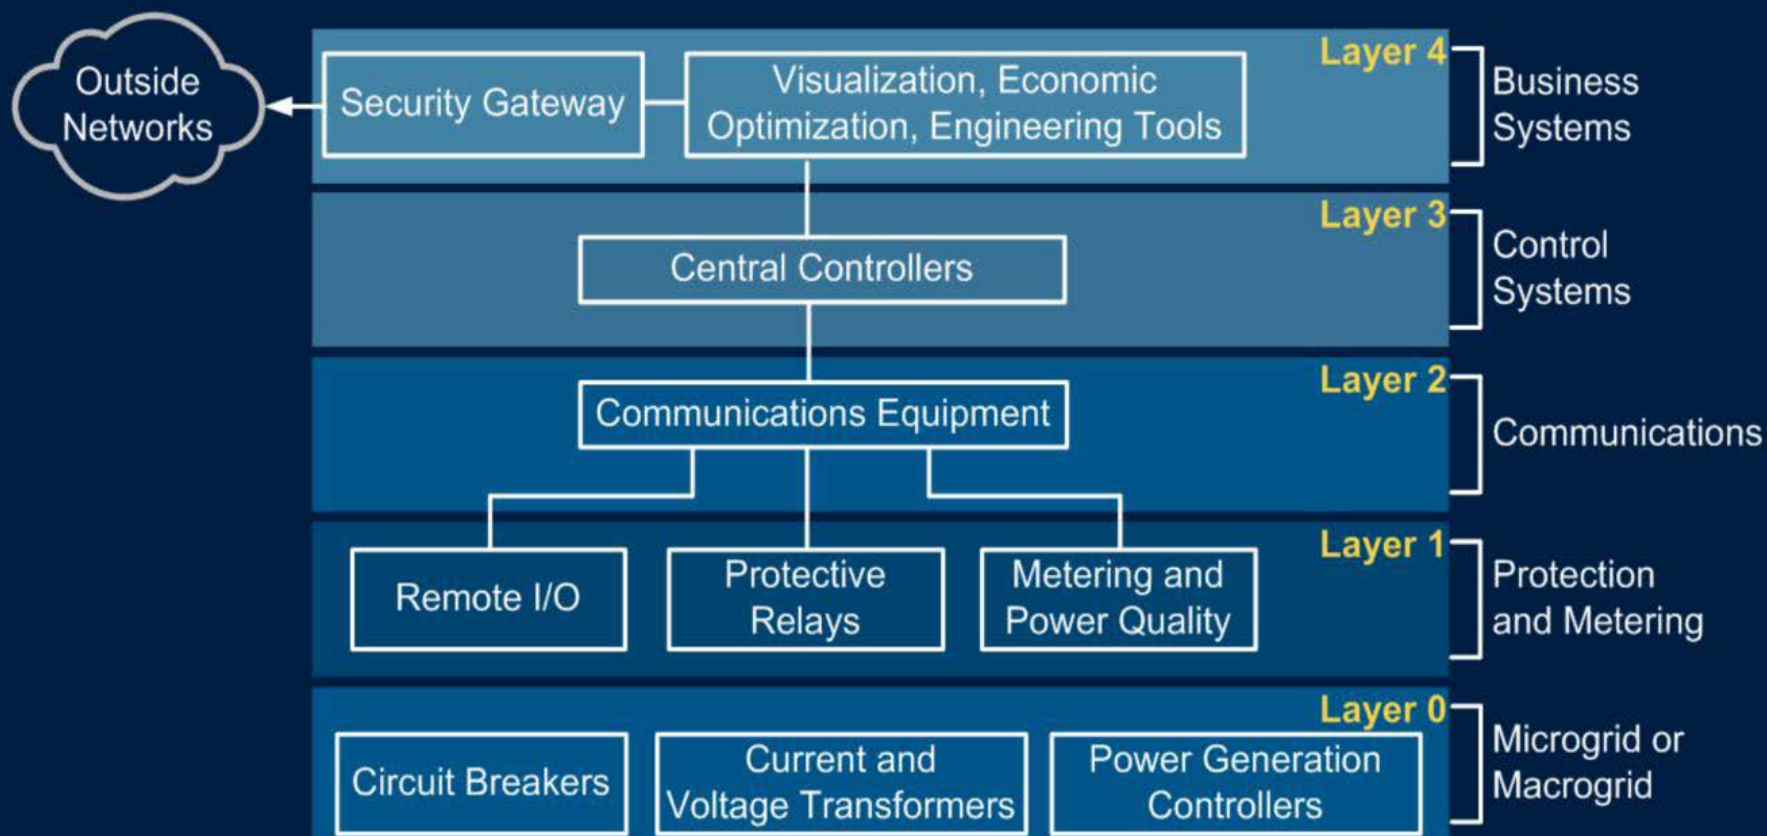 Outside
Networks
Security Gateway
Visualization, Economic
Optimization, Engineering Tools
Layer 4
Business
Systems
Layer 3
Central Controllers
Control
Systems
Layer 2
Communications Equipment
Communications
Layer 1
Remote I/O
Protective
Relays
Metering and
Power Quality
Protection
and Metering
Layer 0
Circuit Breakers
Current and
Voltage Transformers
Power Generation
Controllers
Microgrid or
Macrogrid